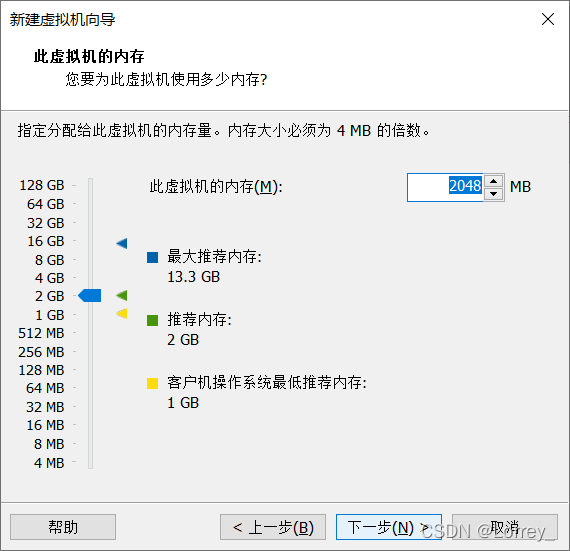 新建虚拟机向导
此虚拟机的内存
您要为此虚拟机使用多少内存?
指定分配给此虚拟机的内存量。内存大小必须为 4 MB 的倍数。
128 GB
此虚拟机的内存(M): 2048 MB
64 GB
32 GB
16 GB
8 GB
4 GB
2 GB
1 GB
512 MB
256 MB
128 MB
64 MB
32 MB
16 MB
8 MB
4 MB
最大推荐内存:
13.3 GB
推荐内存:
2 GB
客户机操作系统最低推荐内存:
1 GB
帮助 < 上一步(B) 下一步(N) > 取消
CSDN @Lorrey_